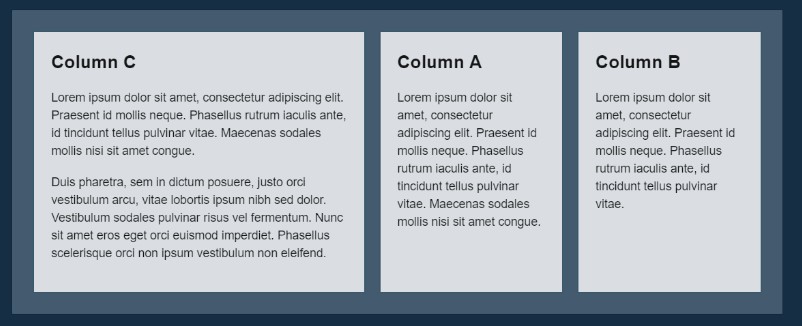 Column C
Lorem ipsum dolor sit amet, consectetur adipiscing elit.
Praesent id mollis neque. Phasellus rutrum iaculis ante,
id tincidunt tellus pulvinar vitae. Maecenas sodales
mollis nisi sit amet congue.
Duis pharetra, sem in dictum posuere, justo orci
vestibulum arcu, vitae lobortis ipsum nibh sed dolor.
Vestibulum sodales pulvinar risus vel fermentum. Nunc
sit amet eros eget orci euismod imperdiet. Phasellus
scelerisque orci non ipsum vestibulum non eleifend.
Column A
Lorem ipsum dolor sit
amet, consectetur
adipiscing elit. Praesent id
mollis neque. Phasellus
rutrum iaculis ante, id
tincidunt tellus pulvinar
vitae. Maecenas sodales
mollis nisi sit amet congue.
Column B
Lorem ipsum dolor sit
amet, consectetur
adipiscing elit. Praesent id
mollis neque. Phasellus
rutrum iaculis ante, id
tincidunt tellus pulvinar
vitae.